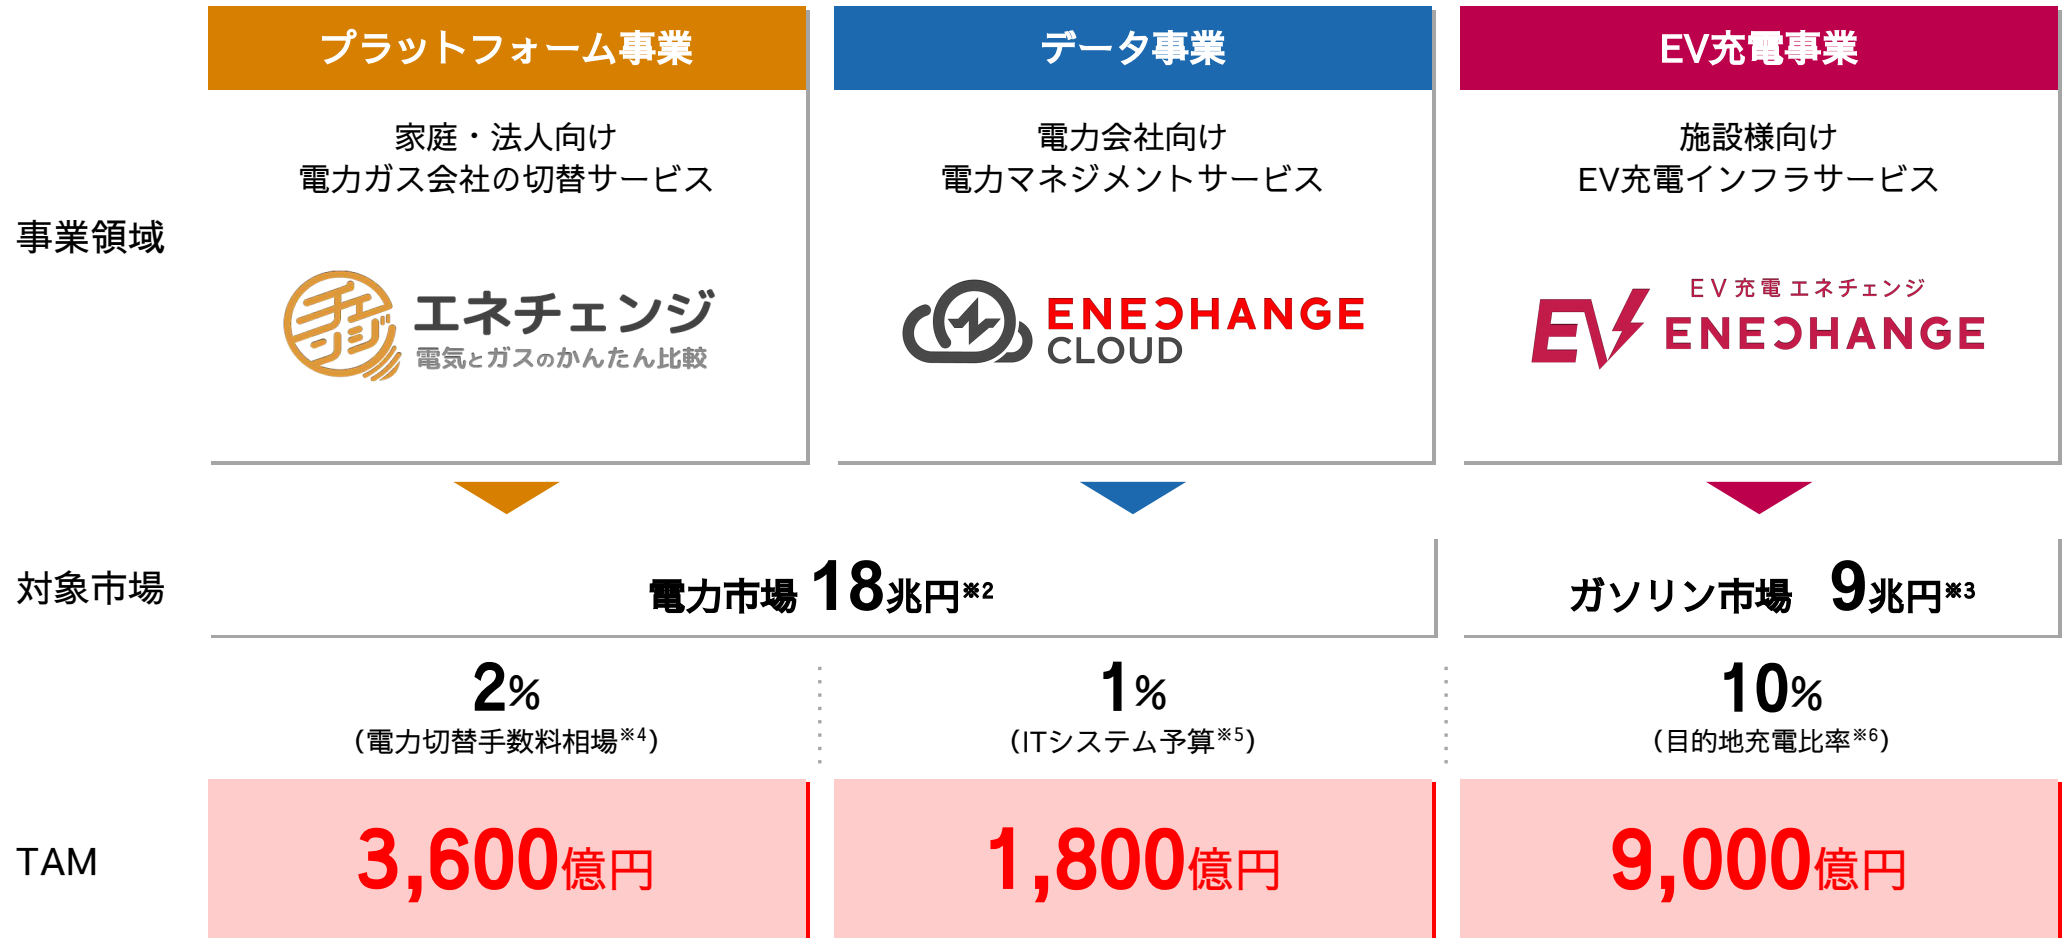 プラットフォーム事業
データ事業
EV充電事業
事業領域
家庭・法人向け
電力ガス会社の切替サービス
チェンジ
エネチェンジ
電気とガスのかんたん比較
電力会社向け
電力マネジメントサービス
ENECHANGE
CLOUD
施設様向け
EV充電インフラサービス
EV
EV充電エネチェンジ
ENECHANGE
対象市場
電力市場 18兆円※2
ガソリン市場 9兆円※3
2%
（電力切替手数料相場※4）
1%
（ITシステム予算※5）
10%
（目的地充電比率※6）
TAM
3,600億円
1,800億円
9,000億円